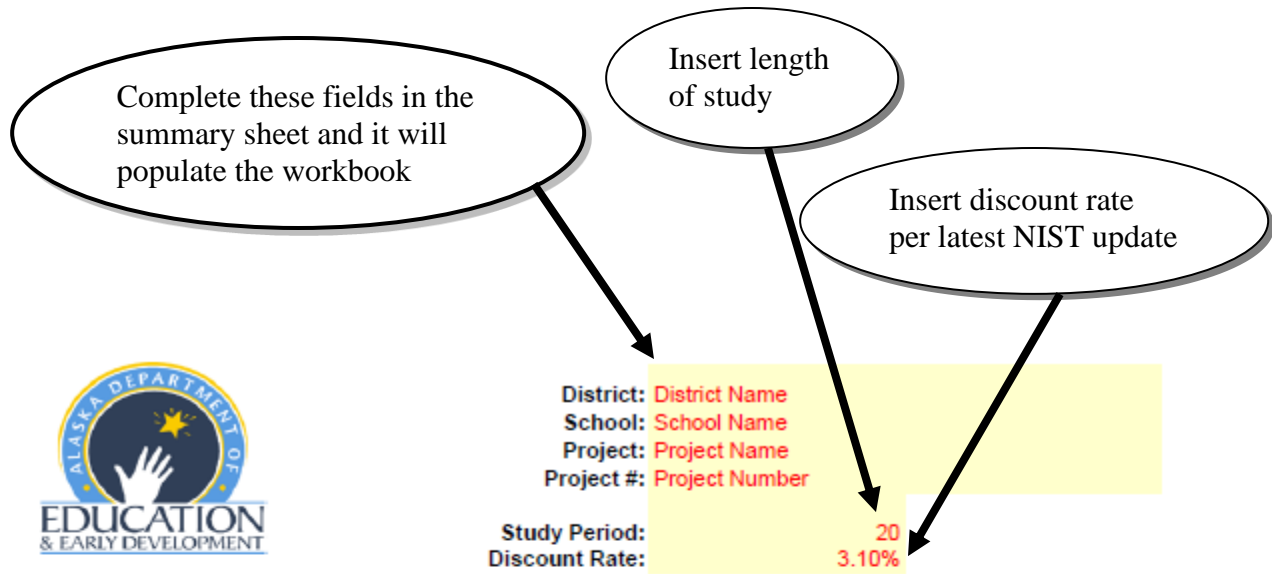 Insert length
of study
Complete these fields in the
summary sheet and it will
populate the workbook
Insert discount rate
per latest NIST update
ALASKA DEPARTMENT OF
EDUCATION
& EARLY DEVELOPMENT
District: District Name
School: School Name
Project: Project Name
Project #: Project Number
Study Period: 20
Discount Rate: 3.10%